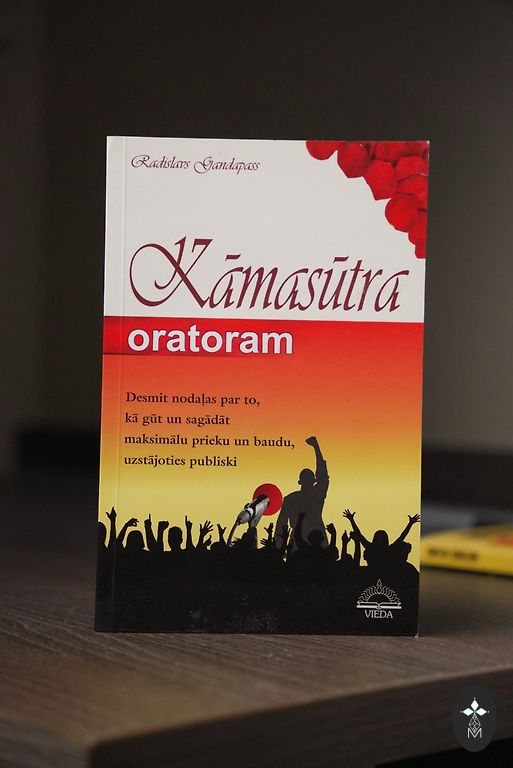 Radislavs Gandapass
Kāmasūtra
oratoram
Desmit nodaļas par to,
kā gūt un sagādāt
maksimālu prieku un baudu,
uzstājoties publiski
VIEDA
M